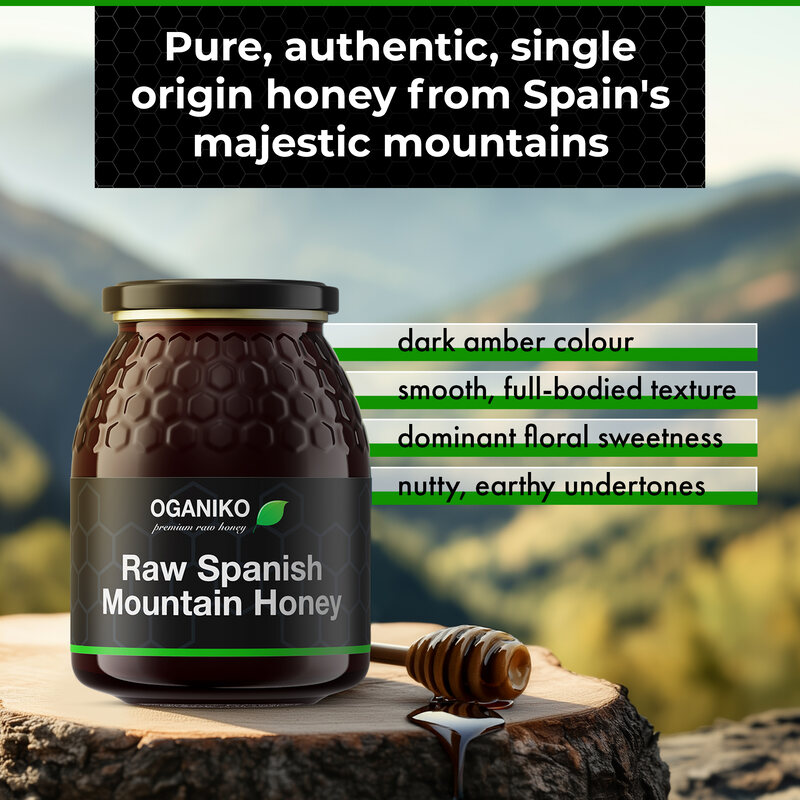 Pure, authentic, single
origin honey from Spain's
majestic mountains
dark amber colour
smooth, full-bodied texture
dominant floral sweetness
nutty, earthy undertones
OGANIKO
premium raw honey
Raw Spanish
Mountain Honey